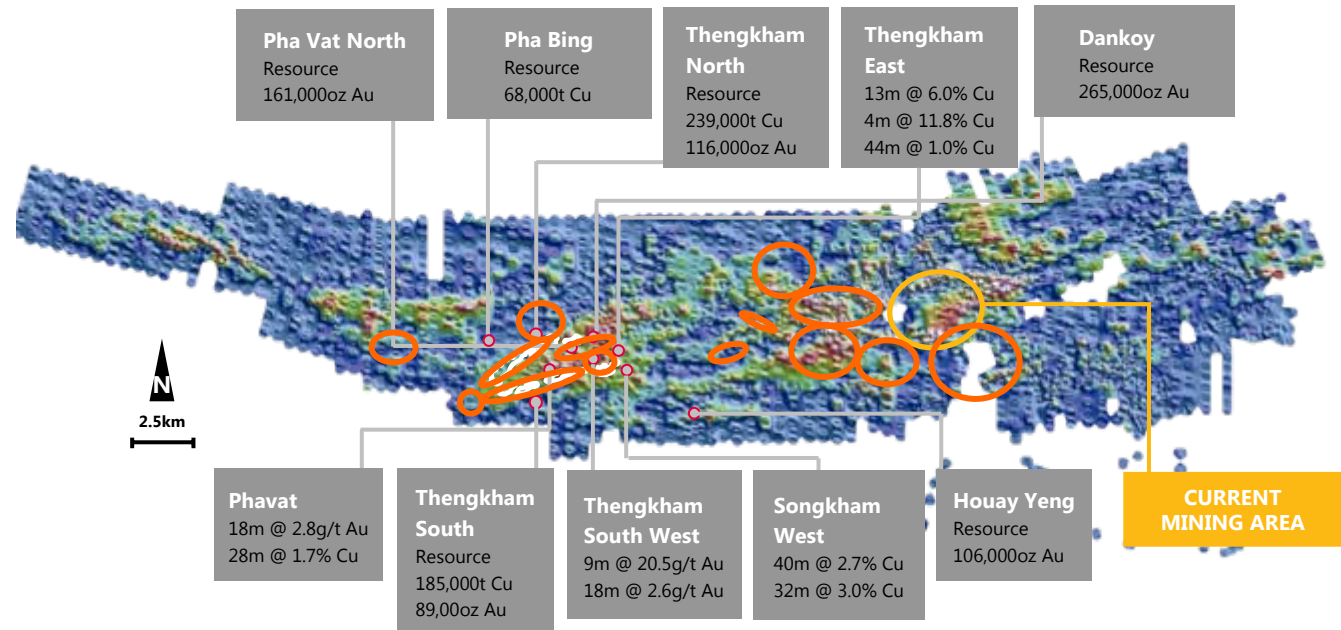 Pha Vat North
Resource
161,000oz Au
Pha Bing
Resource
68,000t Cu
Thengkham
North
Resource
239,000t Cu
116,000oz Au
Thengkham
East
13m @ 6.0% Cu
4m @ 11.8% Cu
44m @ 1.0% Cu
Dankoy
Resource
265,000oz Au
N
2.5km
Phavat
18m @ 2.8g/t Au
28m @ 1.7% Cu
Thengkham
South
Resource
185,000t Cu
89,00oz Au
Thengkham
South West
9m @ 20.5g/t Au
18m @ 2.6g/t Au
Songkham
West
40m @ 2.7% Cu
32m @ 3.0% Cu
Houay Yeng
Resource
106,000oz Au
CURRENT
MINING AREA